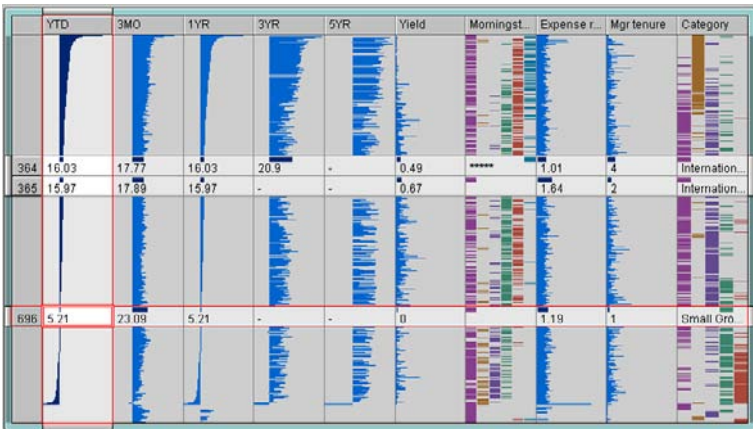 YTD 3MO 1YR 3YR 5YR Yield Morningst... Expense r... Mgr tenure Category
364 16.03 17.77 16.03 20.9 - 0.49 ***** 1.01 4 Internation...
365 15.97 17.89 15.97 - - 0.67 1.64 2 Internation...
696 5.21 23.09 5.21 - - 0 1.19 1 Small Gro...